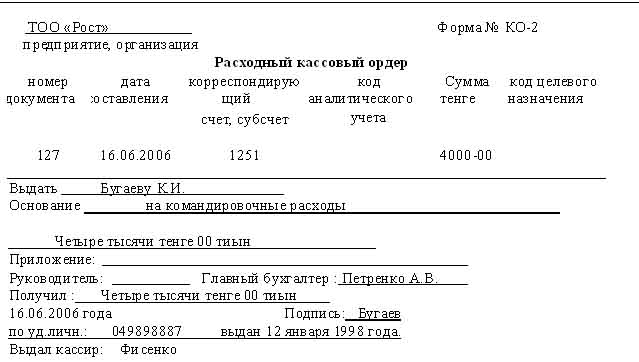 ТОО «Рост» Форма № КО-2
предприятие, организация
Расходный кассовый ордер
номер дата корреспондирую код Сумма код целевого
документа составления щий аналитического тенге назначения
счет, субсчет учета
127 16.06.2006 1251 4000-00
Выдать Бугаеву К.И.
Основание на командировочные расходы
Четыре тысячи тенге 00 тиын
Приложение:
Руководитель: Главный бухгалтер : Петренко А.В.
Получил : Четыре тысячи тенге 00 тиын
16.06.2006 года Подпись: Бугаев
по уд.личн.: 049898887 выдан 12 января 1998 года.
Выдал кассир: Фисенко